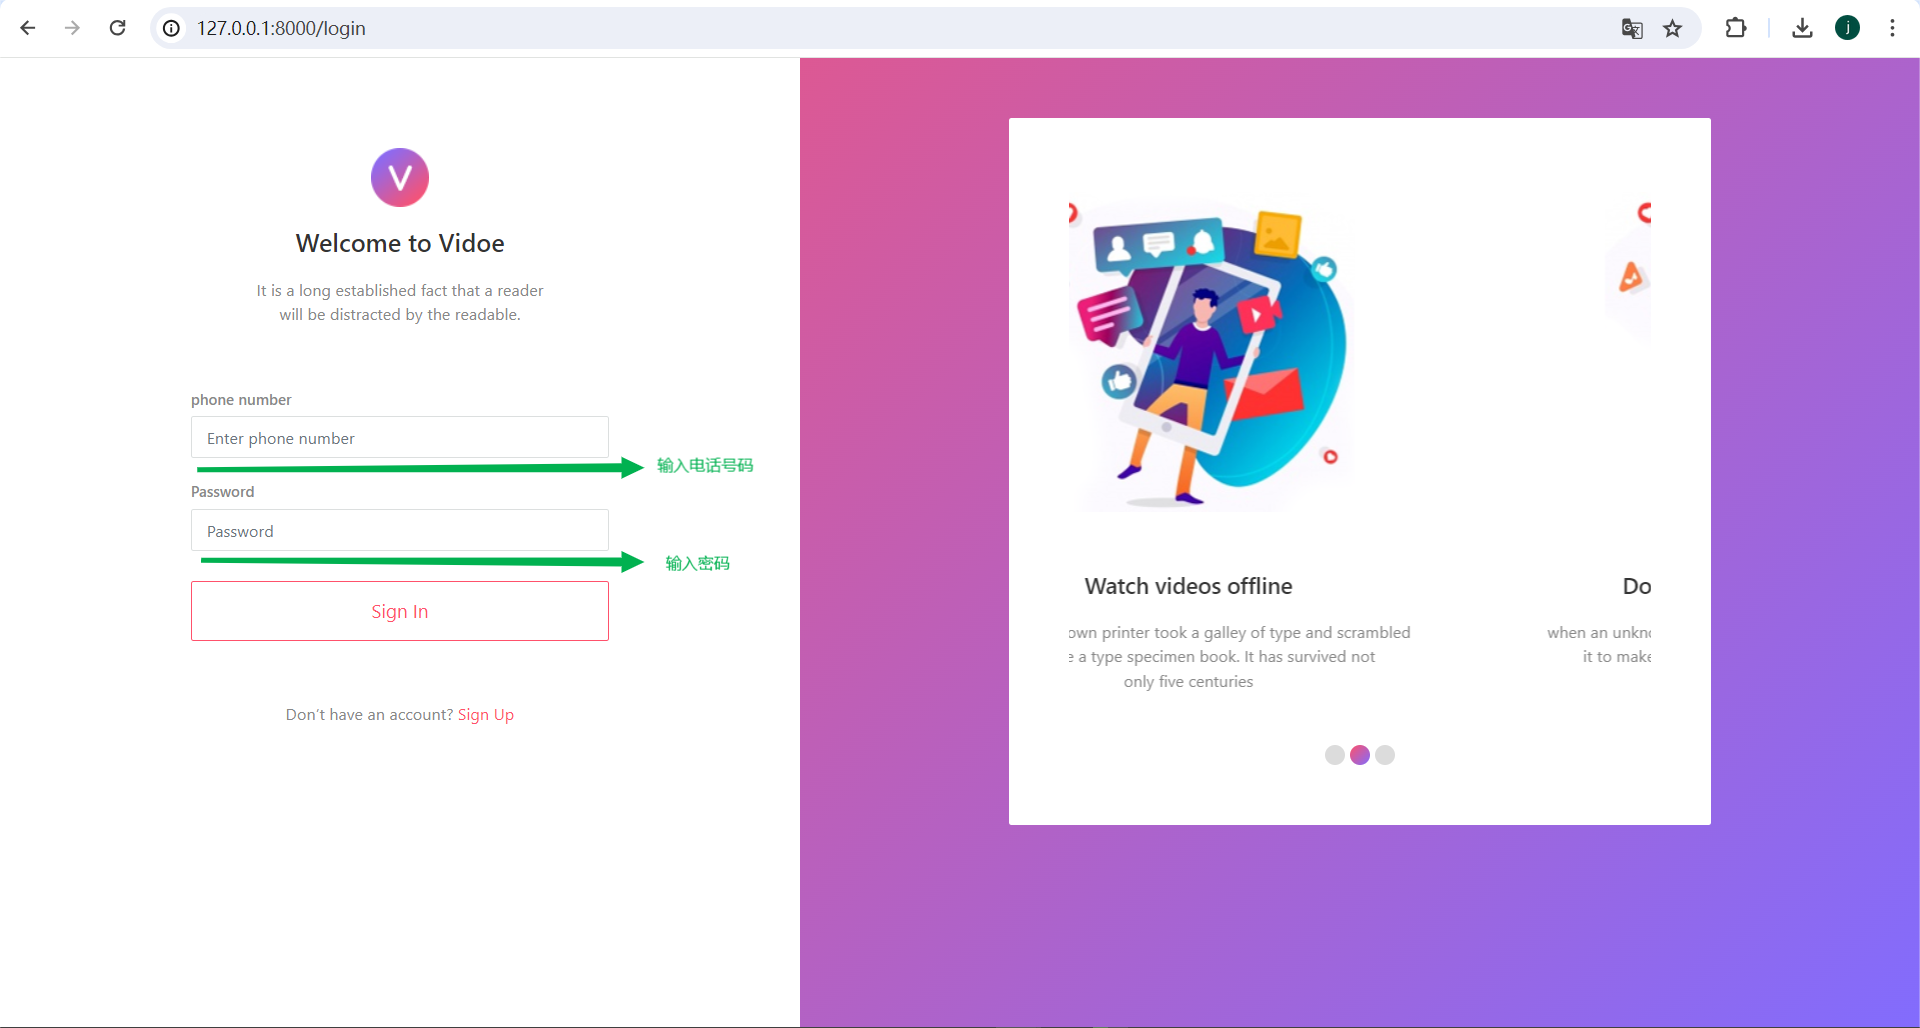 127.0.0.1:8000/login
j
V
Welcome to Vidoe
It is a long established fact that a reader
will be distracted by the readable.
phone number
Enter phone number
输入电话号码
Password
Password
输入密码
Sign In
Don't have an account? Sign Up
Watch videos offline
own printer took a galley of type and scrambled
e a type specimen book. It has survived not
only five centuries
Do
when an unkno
it to make